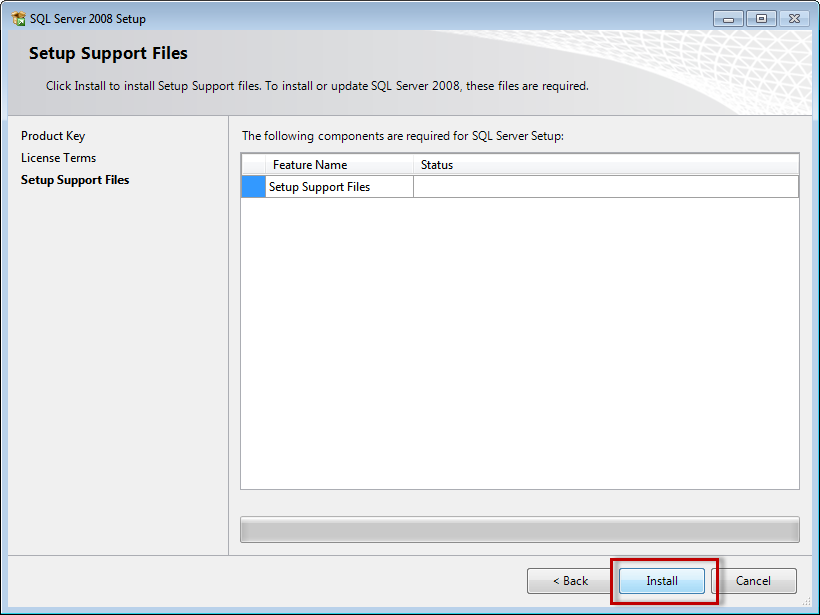 SQL Server 2008 Setup
Setup Support Files
Click Install to install Setup Support files. To install or update SQL Server 2008, these files are required.
Product Key
License Terms
Setup Support Files
The following components are required for SQL Server Setup:
Feature Name Status
Setup Support Files
< Back Install Cancel